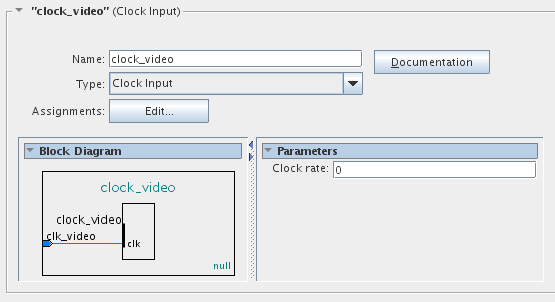 "clock_video" (Clock Input)
Name: clock_video
Documentation
Type: Clock Input
Assignments: Edit...
Block Diagram
clock_video
clock_video
clk_video
clk
null
Parameters
Clock rate: 0